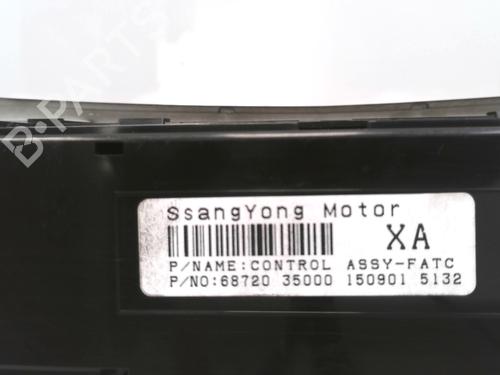 B-PARTS
SsangYong Motor
XA
P/NAME:CONTROL ASSY-FATC
P/NO:68720 35000 150901 5132